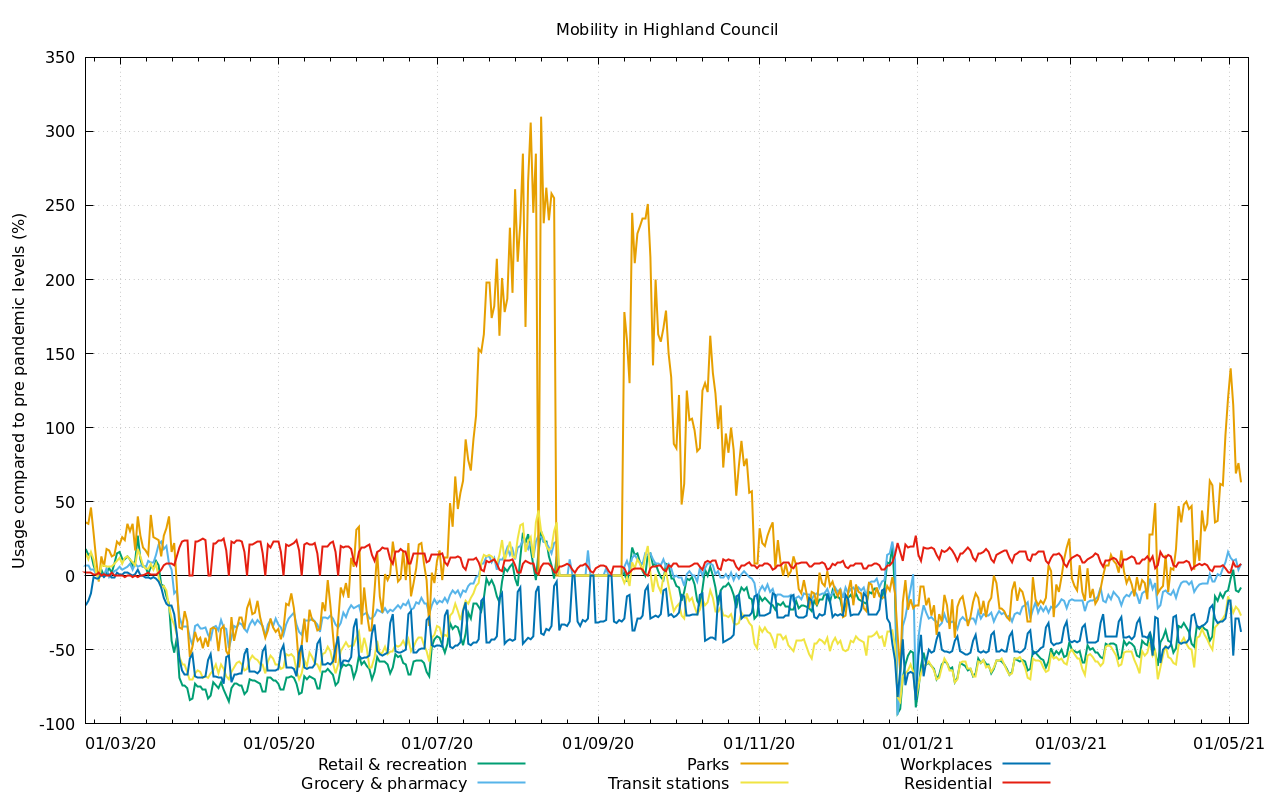 Mobility in Highland Council
Usage compared to pre pandemic levels (%)
350
300
250
200
150
100
50
0
-50
-100
01/03/20 01/05/20 01/07/20 01/09/20 01/11/20 01/01/21 01/03/21 01/05/21
Retail & recreation Parks Workplaces
Grocery & pharmacy Transit stations Residential